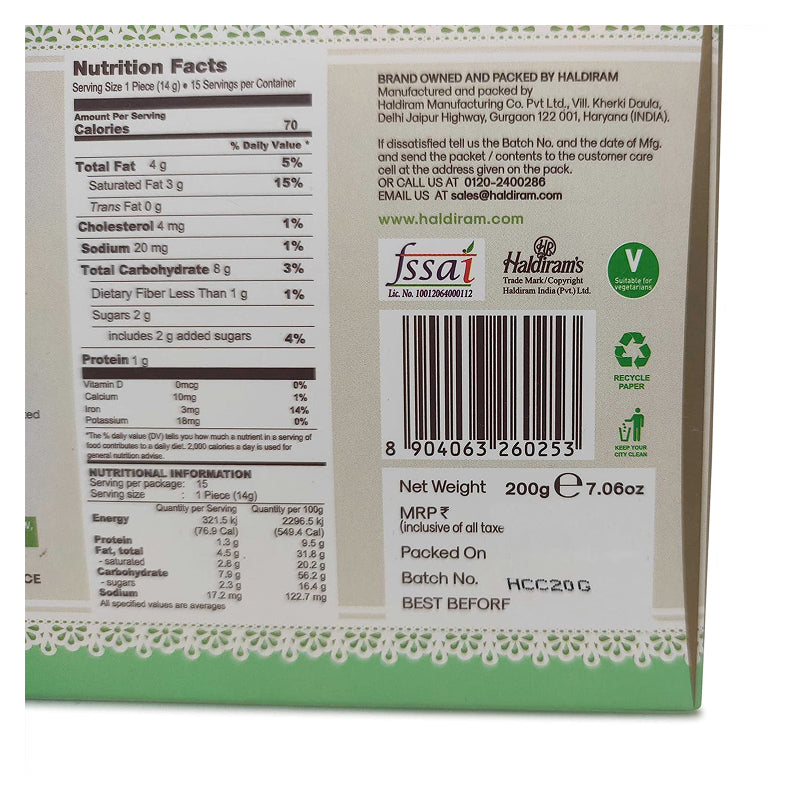 Nutrition Facts
Serving Size 1 Piece (14 g) • 15 Servings per Container
Amount Per Serving
Calories 70
% Daily Value *
Total Fat 4 g 5%
Saturated Fat 3 g 15%
Trans Fat 0 g
Cholesterol 4 mg 1%
Sodium 20 mg 1%
Total Carbohydrate 8 g 3%
Dietary Fiber Less Than 1 g 1%
Sugars 2 g
includes 2 g added sugars 4%
Protein 1 g
Vitamin D 0mcg 0%
Calcium 10mg 1%
Iron 3mg 14%
Potassium 18mg 0%
*The % daily value (DV) tells you how much a nutrient in a serving of
food contributes to a daily diet. 2,000 calories a day is used for
general nutrition advise.
NUTRITIONAL INFORMATION
Serving per package: 15
Serving size : 1 Piece (14g)
Quantity per Serving Quantity per 100g
Energy 321.5 kj 2296.5 kj
(76.9 Cal) (549.4 Cal)
Protein 1.3 g 9.5 g
Fat, total 4.5 g 31.8 g
- saturated 2.8 g 20.2 g
Carbohydrate 7.9 g 56.2 g
- sugars 2.3 g 16.4 g
Sodium 17.2 mg 122.7 mg
All specified values are averages
BRAND OWNED AND PACKED BY HALDIRAM
Manufactured and packed by
Haldiram Manufacturing Co. Pvt Ltd., Vill. Kherki Daula,
Delhi Jaipur Highway, Gurgaon 122 001, Haryana (INDIA).
If dissatisfied tell us the Batch No. and the date of Mfg.
and send the packet / contents to the customer care
cell at the address given on the pack.
OR CALL US AT 0120-2400286
EMAIL US AT sales@haldiram.com
www.haldiram.com
fssai
Lic. No. 10012064000112
HR
Haldiram's
Trade Mark/Copyright
Haldiram India (Pvt.) Ltd.
V
Suitable for
vegetarians
RECYCLE
PAPER
KEEP YOUR
CITY CLEAN
8 904063 260253
Net Weight 200g ℮ 7.06oz
MRP ₹
(inclusive of all taxe
Packed On
Batch No. HCC20G
BEST BEFORE